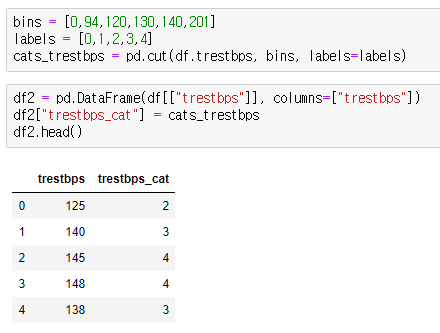 bins = [0,94,120,130,140,201]
labels = [0,1,2,3,4]
cats_trestbps = pd.cut(df.trestbps, bins, labels=labels)
df2 = pd.DataFrame(df[["trestbps"]], columns=["trestbps"])
df2["trestbps_cat"] = cats_trestbps
df2.head()
trestbps trestbps_cat
0 125 2
1 140 3
2 145 4
3 148 4
4 138 3